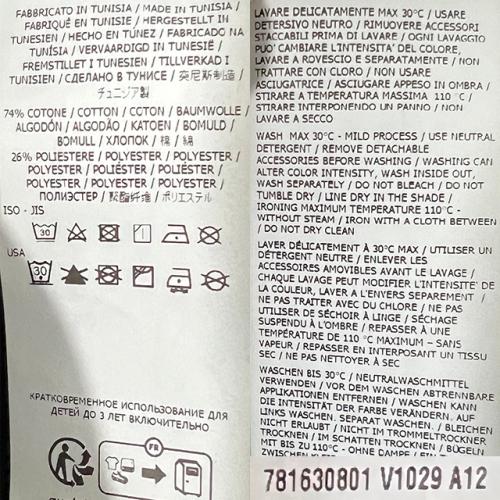 FABBRICATO IN TUNISIA / MADE IN TUNISIA /
FABRIQUÉ EN TUNISIE / HERGESTELLT IN
TUNESIEN / HECHO EN TÚNEZ / FABRICADO NA
TUNÍSIA / VERVAARDIGD IN TUNESIË /
FREMSTILLET I TUNESIEN / TILLVERKAD I
TUNISIEN / СДЕЛАНО В ТУНИСЕ / 突尼斯制造 /
チュニジア製
74% COTONE / COTTON / COTON / BAUMWOLLE /
ALGODÓN / ALGODÃO / KATOEN / BOMULD /
BOMULL / ХЛОПОК / 棉 / 綿
26% POLIESTERE / POLYESTER / POLYESTER /
POLYESTER / POLIÉSTER / POLIÉSTER /
POLYESTER / POLYESTER / POLYESTER /
ПОЛИЭСТЕР / 聚酯纤维 / ポリエステル
ISO - JIS
30
USA
30
КРАТКОВРЕМЕННОЕ ИСПОЛЬЗОВАНИЕ ДЛЯ
ДЕТЕЙ ДО 3 ЛЕТ ВКЛЮЧИТЕЛЬНО
FR
LAVARE DELICATAMENTE MAX 30°C / USARE
DETERSIVO NEUTRO / RIMUOVERE ACCESSORI
STACCABILI PRIMA DI LAVARE / OGNI LAVAGGIO
PUO' CAMBIARE L'INTENSITA' DEL COLORE,
LAVARE A ROVESCIO E SEPARATAMENTE / NON
TRATTARE CON CLORO / NON USARE
ASCIUGATRICE / ASCIUGARE APPESO IN OMBRA /
STIRARE A TEMPERATURA MASSIMA 110 °C /
STIRARE INTERPONENDO UN PANNO / NON
LAVARE A SECCO
WASH MAX 30°C - MILD PROCESS / USE NEUTRAL
DETERGENT / REMOVE DETACHABLE
ACCESSORIES BEFORE WASHING / WASHING CAN
ALTER COLOR INTENSITY, WASH INSIDE OUT,
WASH SEPARATELY / DO NOT BLEACH / DO NOT
TUMBLE DRY / LINE DRY IN THE SHADE /
IRONING MAXIMUM TEMPERATURE 110°C -
WITHOUT STEAM / IRON WITH A CLOTH BETWEEN
/ DO NOT DRY CLEAN
LAVER DÉLICATEMENT À 30°C MAX / UTILISER UN
DÉTERGENT NEUTRE / ENLEVER LES
ACCESSOIRES AMOVIBLES AVANT LE LAVAGE /
CHAQUE LAVAGE PEUT MODIFIER L'INTENSITÉ DE
LA COULEUR, LAVER A L'ENVERS SEPAREMENT /
NE PAS TRAITER AVEC DU CHLORE / NE PAS
UTILISER DE SÉCHOIR À LINGE / SÉCHAGE
SUSPENDU À L'OMBRE / REPASSER À UNE
TEMPÉRATURE DE 110 °C MAXIMUM – SANS
VAPEUR / REPASSER EN INTERPOSANT UN TISSU
/ NE PAS NETTOYER À SEC
WASCHEN BIS 30°C / NEUTRALWASCHMITTEL
VERWENDEN / VOR DEM WASCHEN ABTRENNBARE
APPLIKATIONEN ENTFERNEN / WASCHEN KANN
DIE INTENSITÄT DER FARBE VERÄNDERN. AUF
LINKS WASCHEN. SEPARAT WASCHEN. / BLEICHEN
NICHT ERLAUBT / NICHT IM TROMMELTROCKNER
TROCKNEN / IM SCHATTEN TROCKNEN / BÜGELN
MIT BIS ZU 110°C - OHNE DAMPF
781630801 V1029 A12